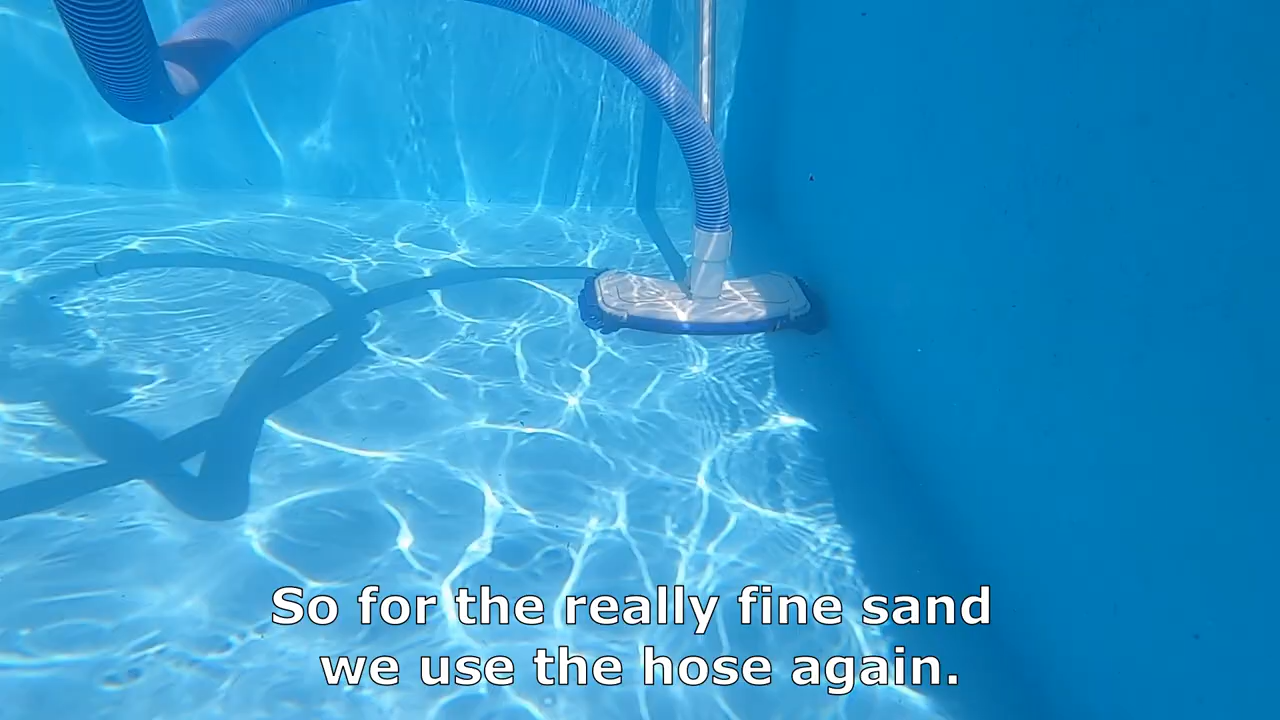 So for the really fine sand
we use the hose again.